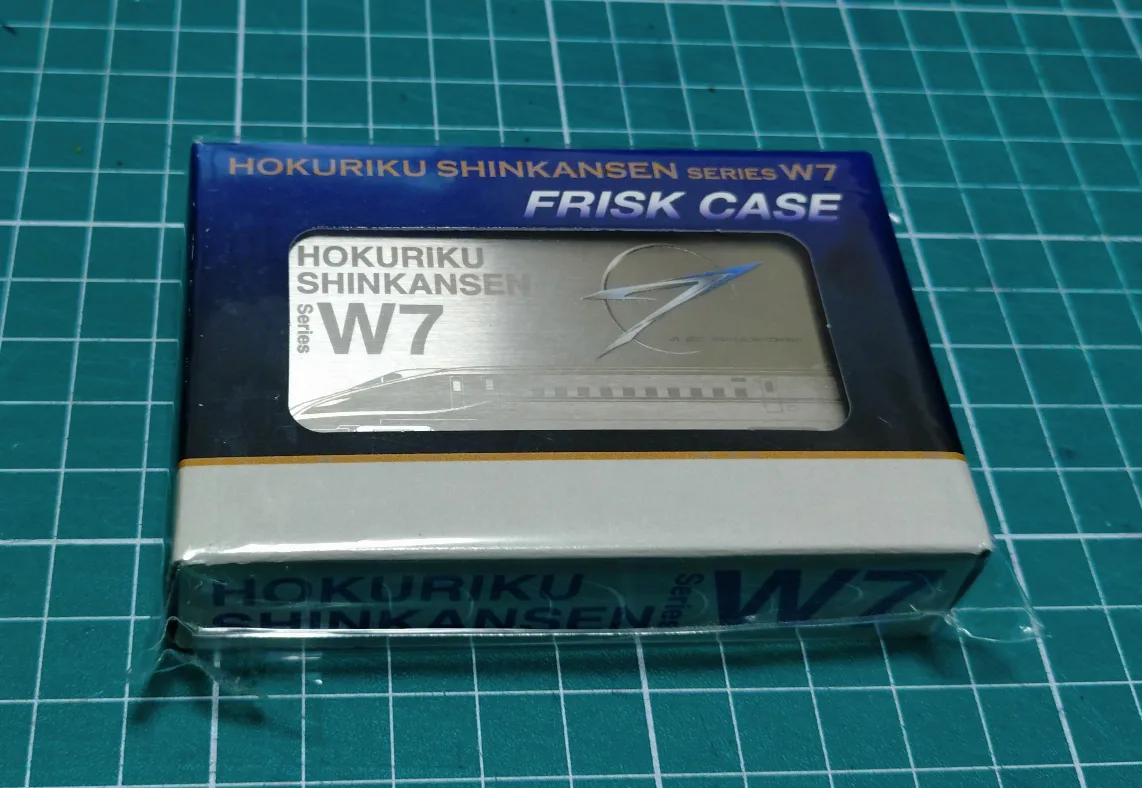 HOKURIKU SHINKANSEN SERIES W7
FRISK CASE
HOKURIKU
SHINKANSEN
Series W7
HOKURIKU
SHINKANSEN
Series W7